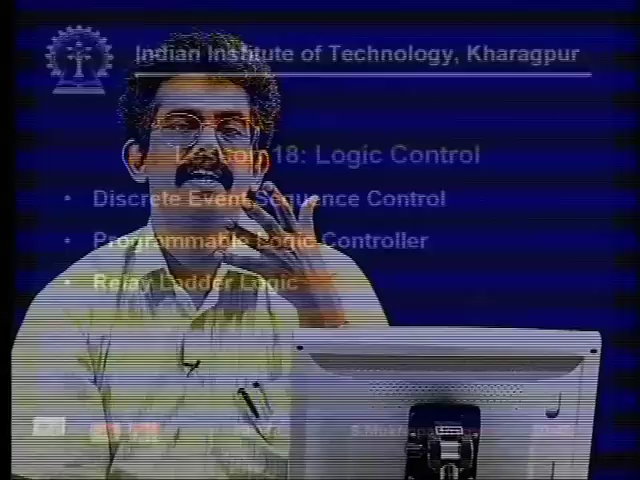 Indian Institute of Technology, Kharagpur
Lesson 18: Logic Control
• Discrete Event Sequence Control
• Programmable Logic Controller
• Relay Ladder Logic